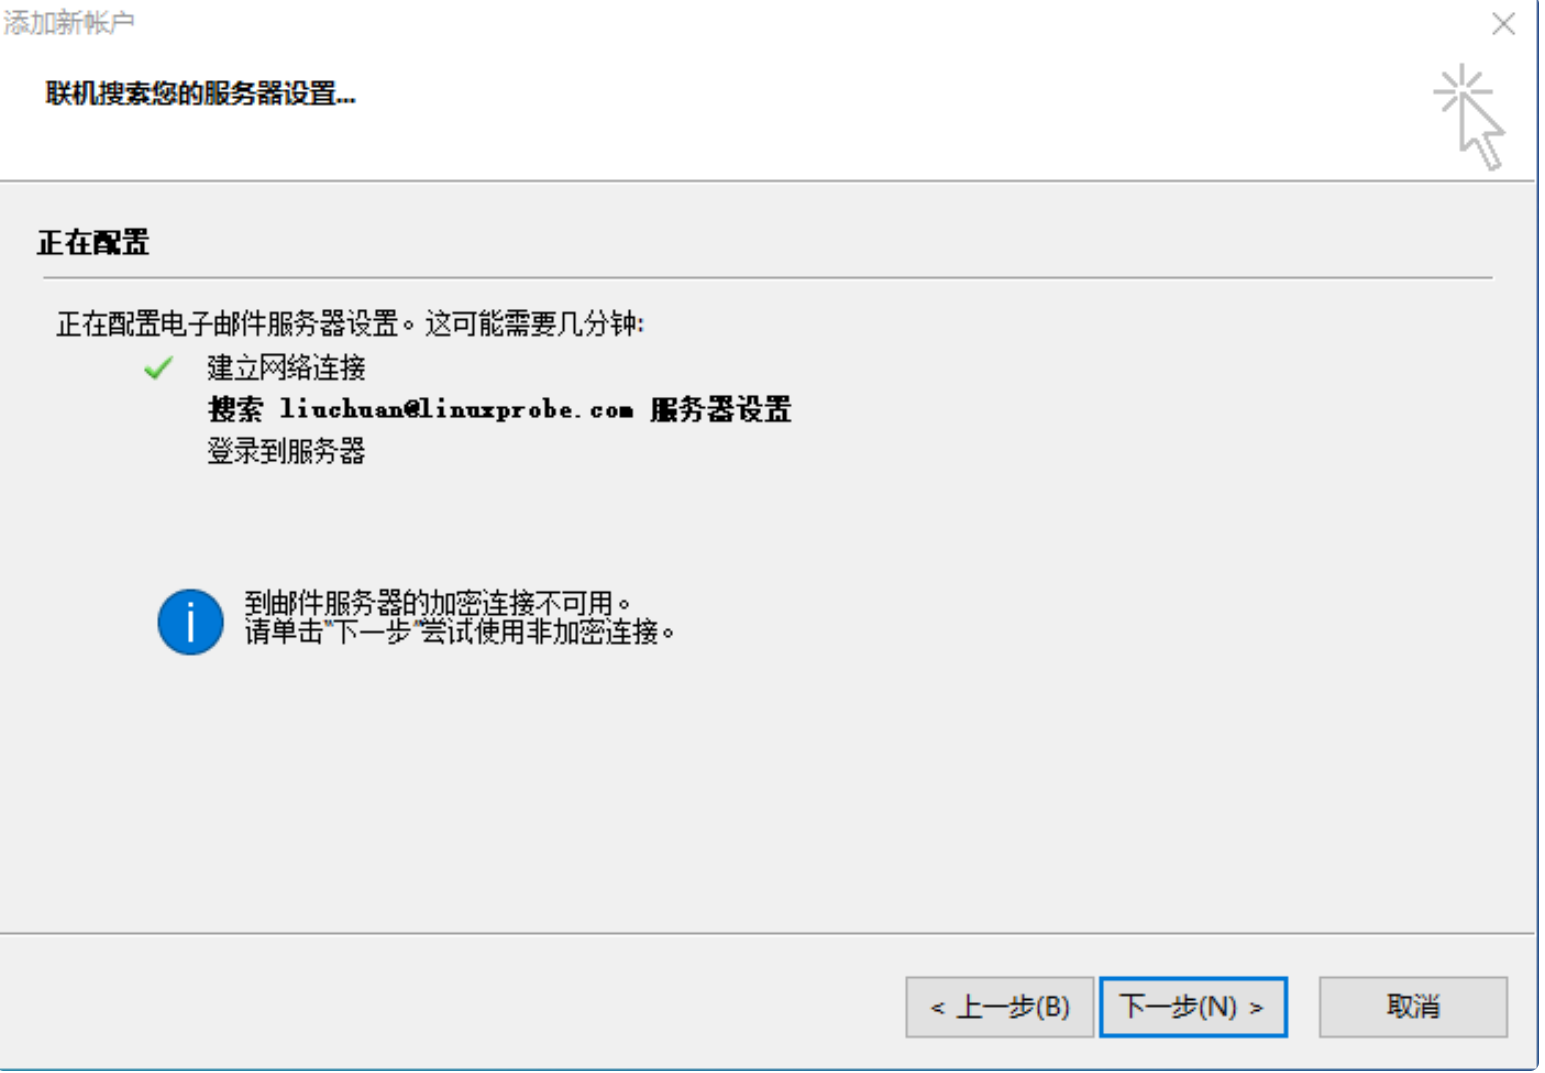 添加新帐户
联机搜索您的服务器设置...
正在配置
正在配置电子邮件服务器设置。这可能需要几分钟:
建立网络连接
搜索 liuchuan@linuxprobe.com 服务器设置
登录到服务器
到邮件服务器的加密连接不可用。
请单击"下一步"尝试使用非加密连接。
< 上一步(B) 下一步(N) > 取消